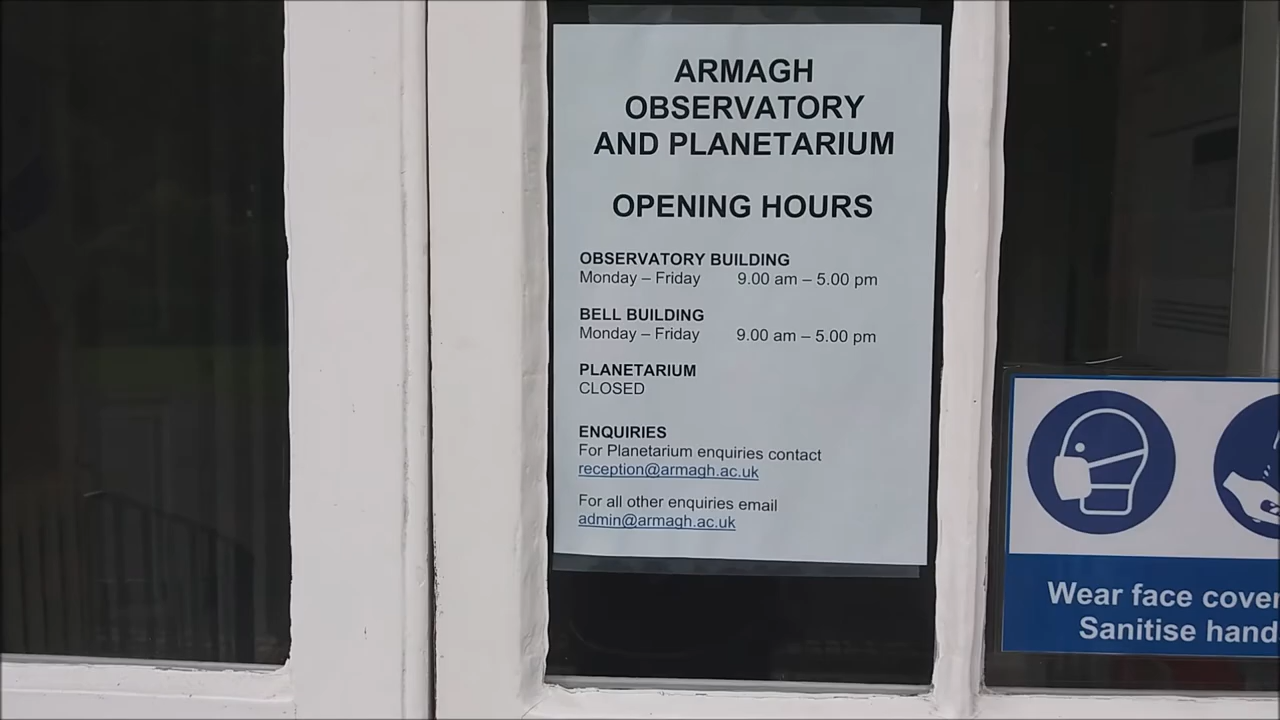 ARMAGH
OBSERVATORY
AND PLANETARIUM
OPENING HOURS
OBSERVATORY BUILDING
Monday – Friday 9.00 am – 5.00 pm
BELL BUILDING
Monday – Friday 9.00 am – 5.00 pm
PLANETARIUM
CLOSED
ENQUIRIES
For Planetarium enquiries contact
reception@armagh.ac.uk
For all other enquiries email
admin@armagh.ac.uk
Wear face
Sanitise